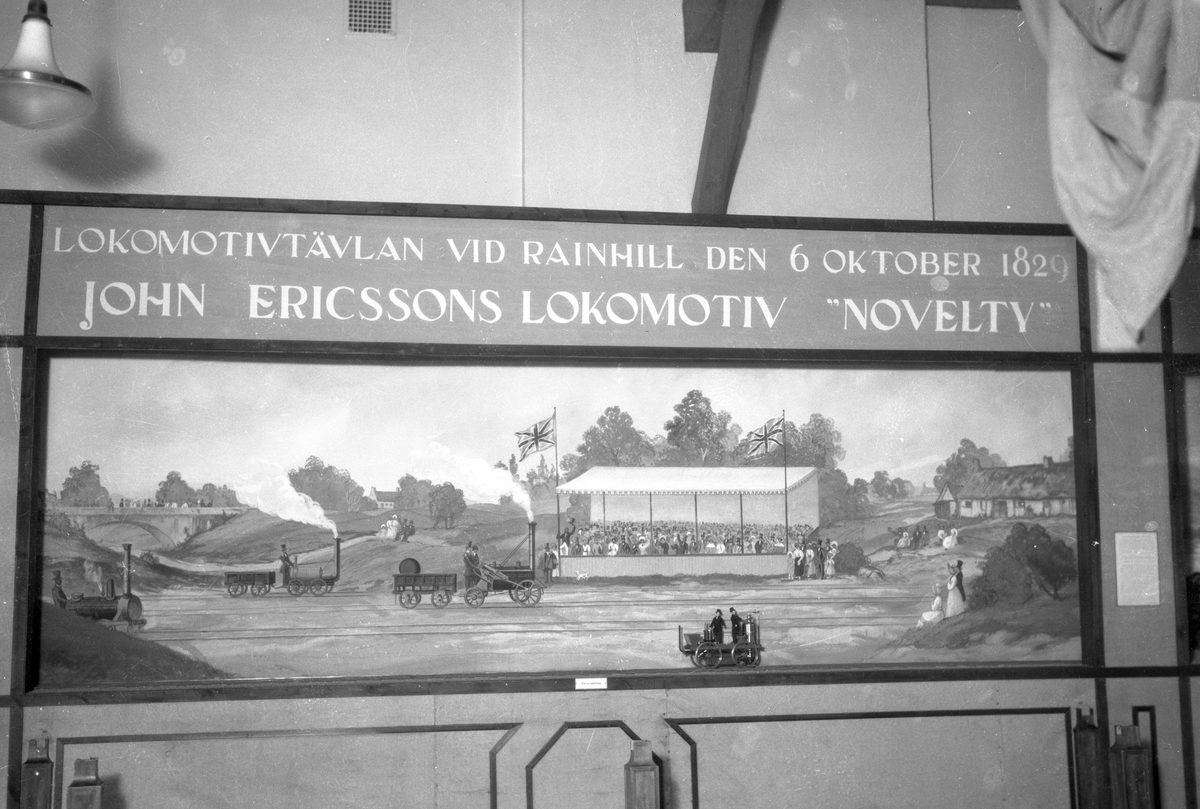 LOKOMOTIVTÄVLAN VID RAINHILL DEN 6 OKTOBER 1829
JOHN ERICSSONS LOKOMOTIV "NOVELTY"